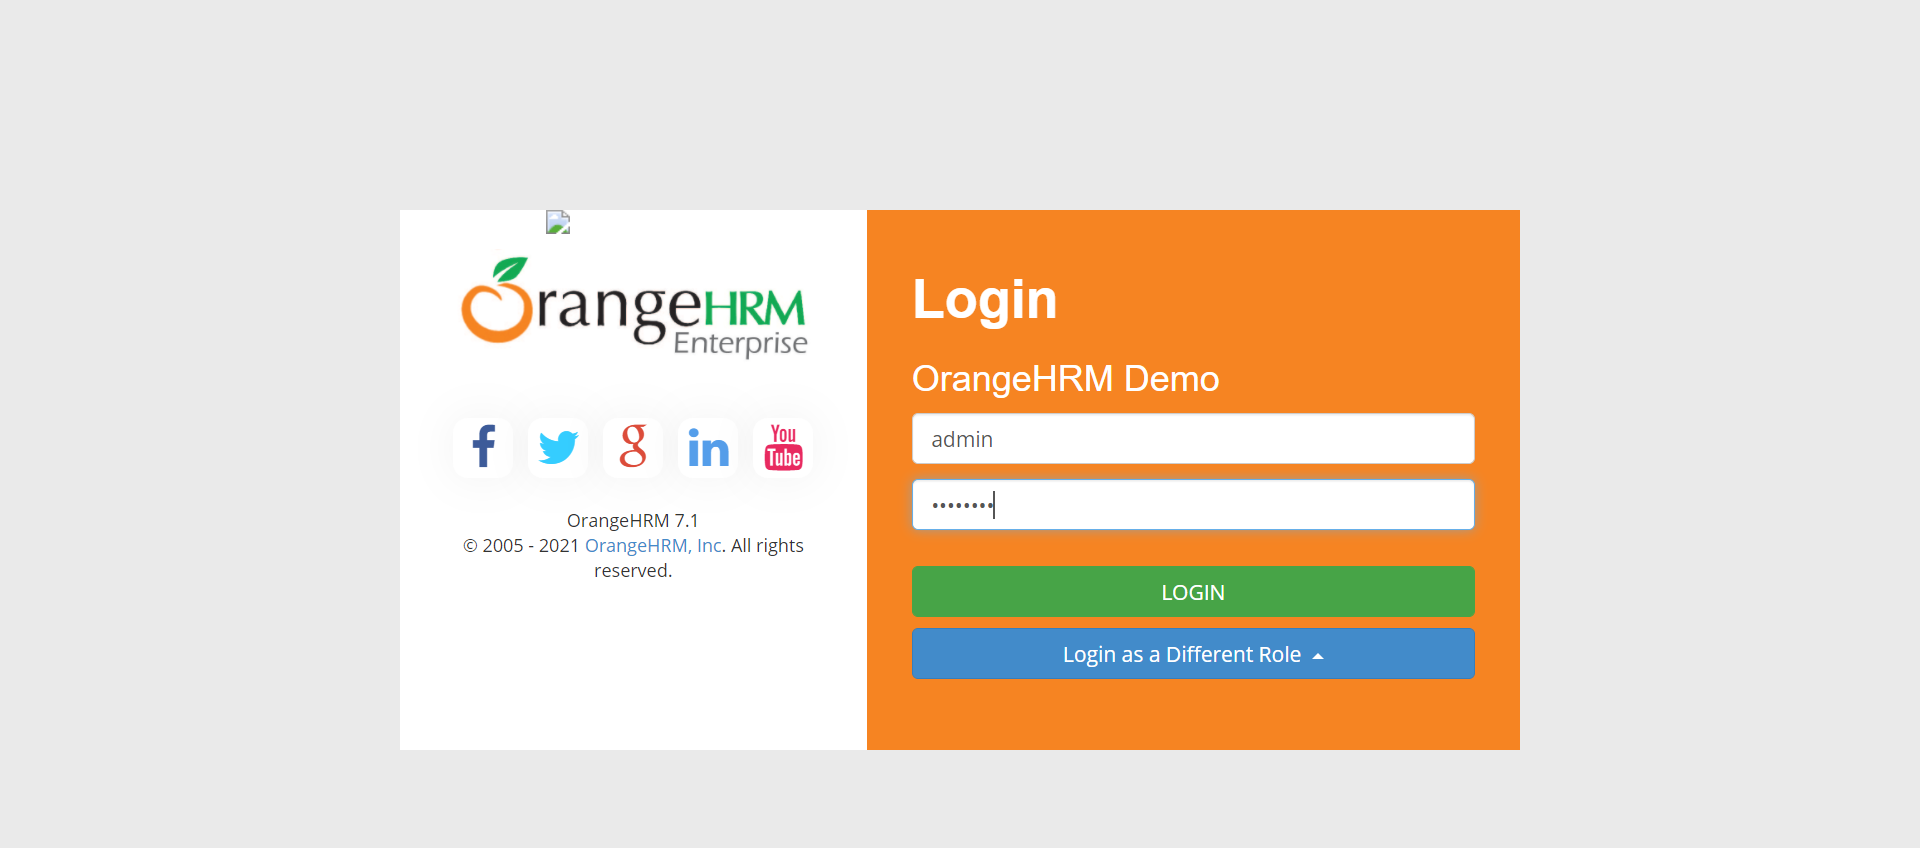 OrangeHRM
Enterprise
f
g
in
You
Tube
OrangeHRM 7.1
© 2005 - 2021 OrangeHRM, Inc. All rights
reserved.
Login
OrangeHRM Demo
admin
••••••••
LOGIN
Login as a Different Role